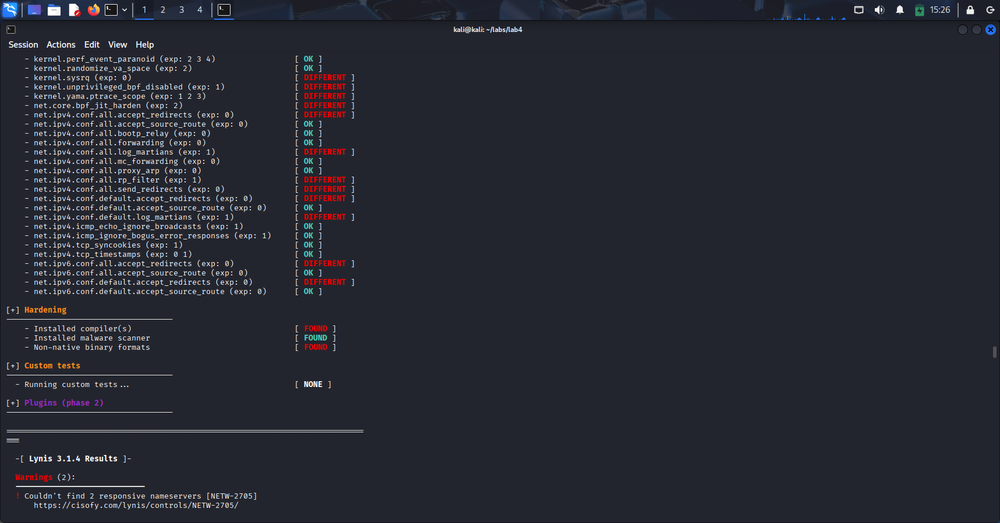 1 2 3 4 15:26
kali@kali: ~/labs/lab4
Session Actions Edit View Help
- kernel.perf_event_paranoid (exp: 2 3 4) [ OK ]
- kernel.randomize_va_space (exp: 2) [ OK ]
- kernel.sysrq (exp: 0) [ DIFFERENT ]
- kernel.unprivileged_bpf_disabled (exp: 1) [ DIFFERENT ]
- kernel.yama.ptrace_scope (exp: 1 2 3) [ DIFFERENT ]
- net.core.bpf_jit_harden (exp: 2) [ DIFFERENT ]
- net.ipv4.conf.all.accept_redirects (exp: 0) [ DIFFERENT ]
- net.ipv4.conf.all.accept_source_route (exp: 0) [ OK ]
- net.ipv4.conf.all.bootp_relay (exp: 0) [ OK ]
- net.ipv4.conf.all.forwarding (exp: 0) [ OK ]
- net.ipv4.conf.all.log_martians (exp: 1) [ DIFFERENT ]
- net.ipv4.conf.all.mc_forwarding (exp: 0) [ OK ]
- net.ipv4.conf.all.proxy_arp (exp: 0) [ OK ]
- net.ipv4.conf.all.rp_filter (exp: 1) [ DIFFERENT ]
- net.ipv4.conf.all.send_redirects (exp: 0) [ DIFFERENT ]
- net.ipv4.conf.default.accept_redirects (exp: 0) [ DIFFERENT ]
- net.ipv4.conf.default.accept_source_route (exp: 0) [ OK ]
- net.ipv4.conf.default.log_martians (exp: 1) [ DIFFERENT ]
- net.ipv4.icmp_echo_ignore_broadcasts (exp: 1) [ OK ]
- net.ipv4.icmp_ignore_bogus_error_responses (exp: 1) [ OK ]
- net.ipv4.tcp_syncookies (exp: 1) [ OK ]
- net.ipv4.tcp_timestamps (exp: 0 1) [ OK ]
- net.ipv6.conf.all.accept_redirects (exp: 0) [ DIFFERENT ]
- net.ipv6.conf.all.accept_source_route (exp: 0) [ OK ]
- net.ipv6.conf.default.accept_redirects (exp: 0) [ DIFFERENT ]
- net.ipv6.conf.default.accept_source_route (exp: 0) [ OK ]
[+] Hardening
------------------------------------
- Installed compiler(s) [ FOUND ]
- Installed malware scanner [ FOUND ]
- Non-native binary formats [ FOUND ]
[+] Custom tests
------------------------------------
- Running custom tests... [ NONE ]
[+] Plugins (phase 2)
------------------------------------
=============================================================================
===
-[ Lynis 3.1.4 Results ]-
Warnings (2):
----------------------------
! Couldn't find 2 responsive nameservers [NETW-2705]
https://cisofy.com/lynis/controls/NETW-2705/